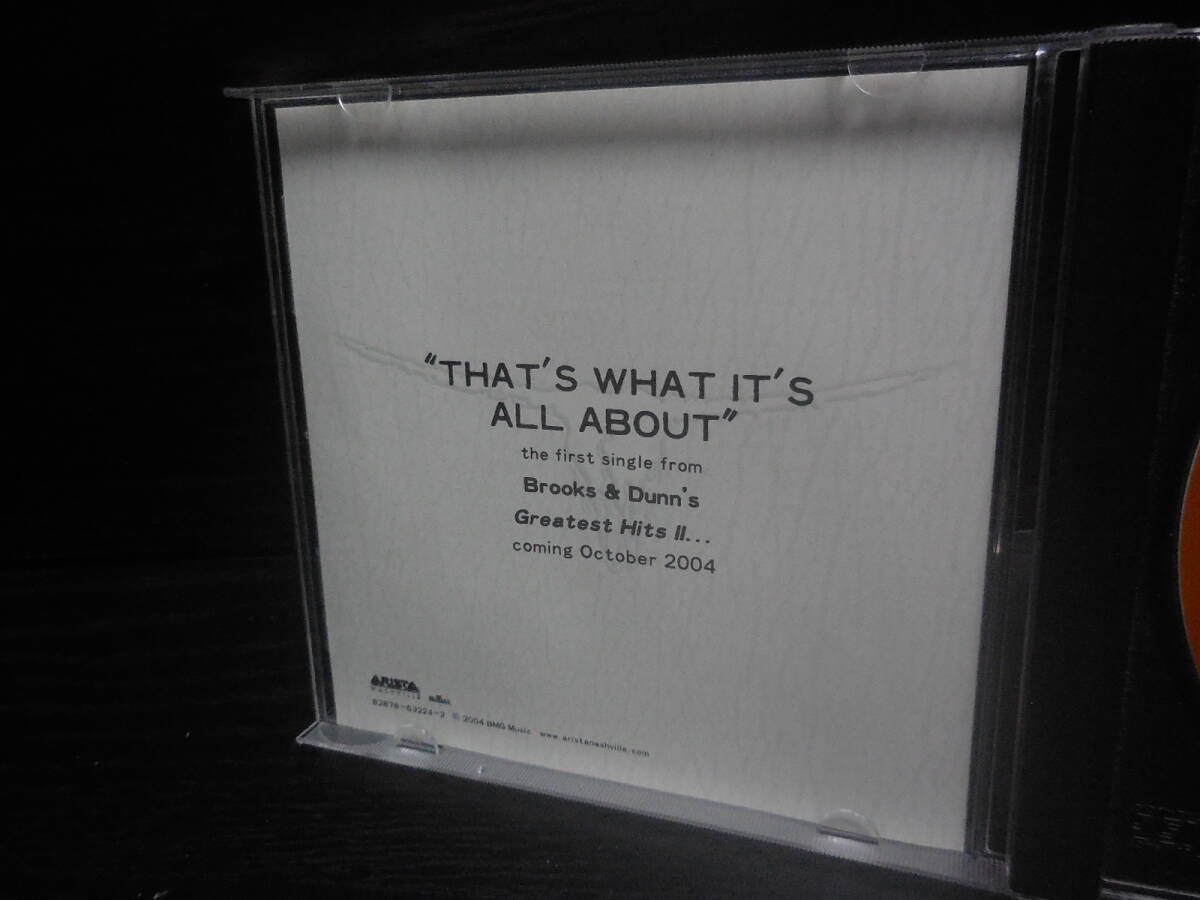 "THAT'S WHAT IT'S
ALL ABOUT"
the first single from
Brooks & Dunn's
Greatest Hits II...
coming October 2004
ARISTA
NASHVILLE
82876-63224-2 © 2004 BMG Music www.aristanashville.com